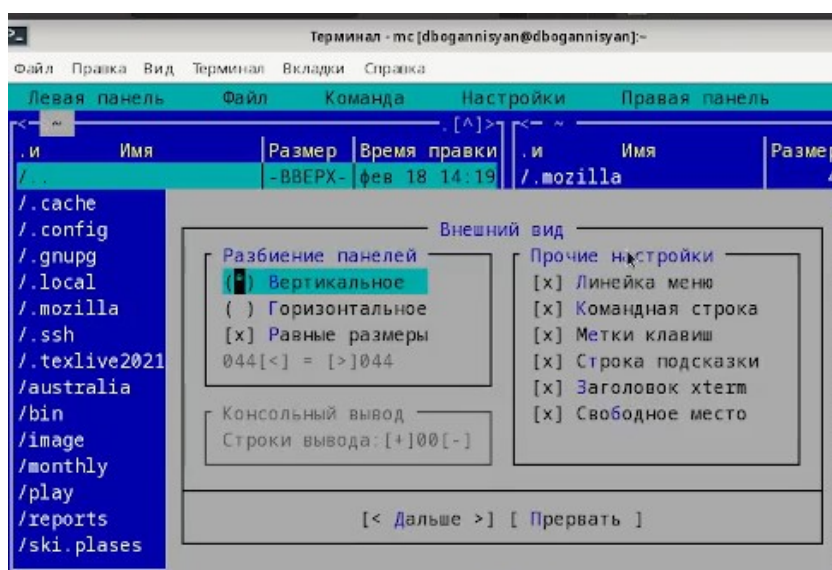 Терминал - mc [dbogannisyan@dbogannisyan]:~
Файл Правка Вид Терминал Вкладки Справка
Левая панель Файл Команда Настройки Правая панель
<─ ~ .[^]>
<─ ~
.и Имя Размер Время правки
.и Имя Разме
/.. -ВВЕРХ- фев 18 14:19
/.mozilla 4
/.cache
/.config
/.gnupg
/.local
/.mozilla
/.ssh
/.texlive2021
/australia
/bin
/image
/monthly
/play
/reports
/ski.plases
Внешний вид
Разбиение панелей
(*) Вертикальное
( ) Горизонтальное
[x] Равные размеры
044[<] = [>]044
Консольный вывод
Строки вывода:[+]00[-]
Прочие настройки
[x] Линейка меню
[x] Командная строка
[x] Метки клавиш
[x] Строка подсказки
[x] Заголовок xterm
[x] Свободное место
[< Дальше >] [ Прервать ]